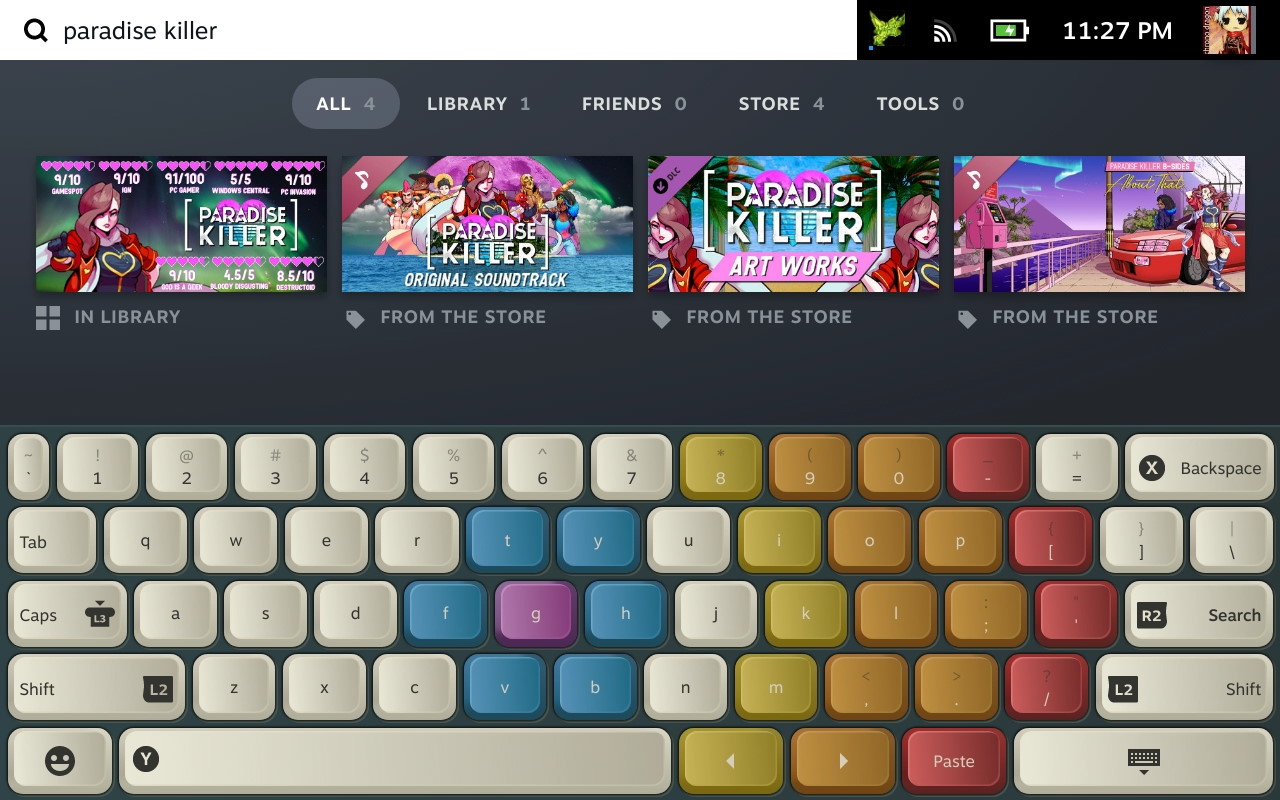 paradise killer
11:27 PM
ALL 4 LIBRARY 1 FRIENDS 0 STORE 4 TOOLS 0
9/10 9/10 91/100 5/5 9/10
GAMESPOT IGN PC GAMER WINDOWS CENTRAL PC INVASION
PARADISE
KILLER
9/10 4.5/5 8.5/10
GOD IS A GEEK BLOODY DISGUSTING DESTRUCTOID
PARADISE
KILLER
ORIGINAL SOUNDTRACK
DLC
PARADISE
KILLER
ART WORKS
PARADISE KILLER B-SIDES
About That
IN LIBRARY FROM THE STORE FROM THE STORE FROM THE STORE
~ ! @ # $ % ^ & * ( ) _ +
` 1 2 3 4 5 6 7 8 9 0 - = X Backspace
{ } |
Tab q w e r t y u i o p [ ] \
: "
Caps L3 a s d f g h j k l ; ' R2 Search
< > ?
Shift L2 z x c v b n m , . / L2 Shift
Y Paste